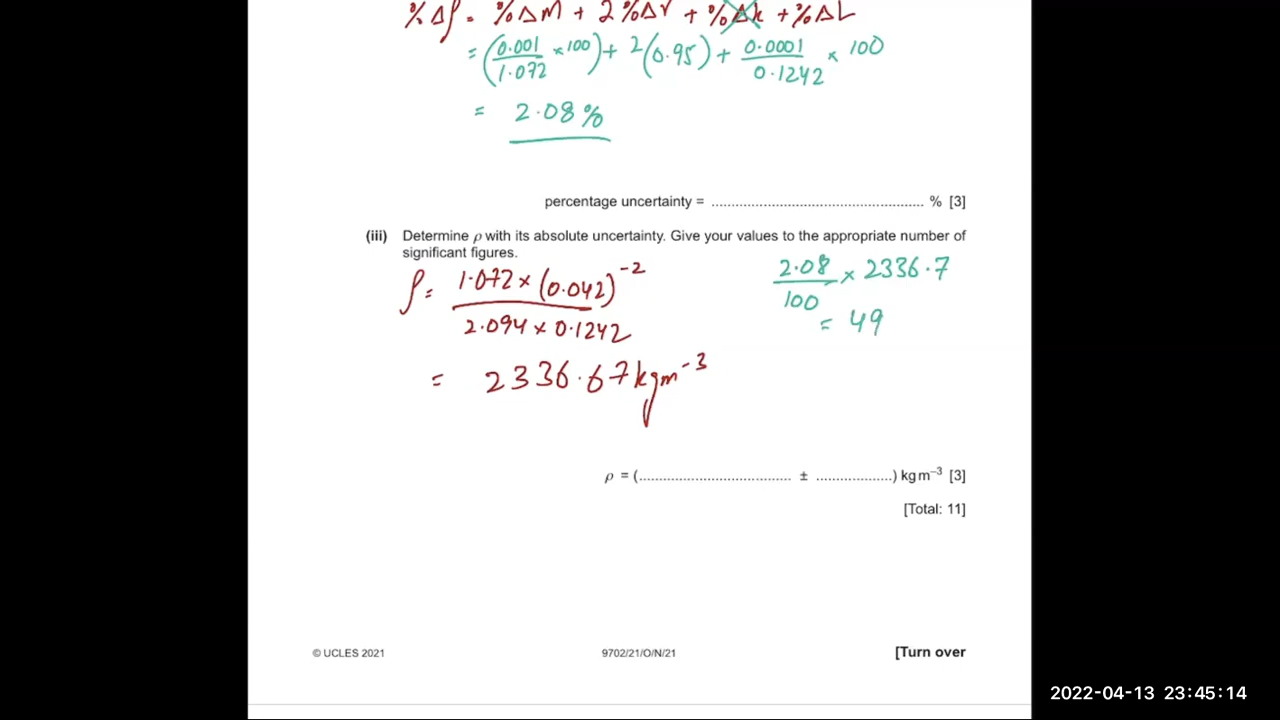 %Δρ = %ΔM + 2%Δr + %Δk + %ΔL
= (0.001/1.072 × 100) + 2(0.95) + 0.0001/0.1242 × 100
= 2.08%
percentage uncertainty = ................................................... % [3]
(iii) Determine ρ with its absolute uncertainty. Give your values to the appropriate number of
significant figures.
ρ = 1.072 × (0.042)⁻² / 2.094 × 0.1242
2.08/100 × 2336.7
= 49
= 2336.67 kgm⁻³
ρ = (..................................... ± ..................) kg m⁻³ [3]
[Total: 11]
© UCLES 2021 9702/21/O/N/21 [Turn over
2022-04-13 23:45:14